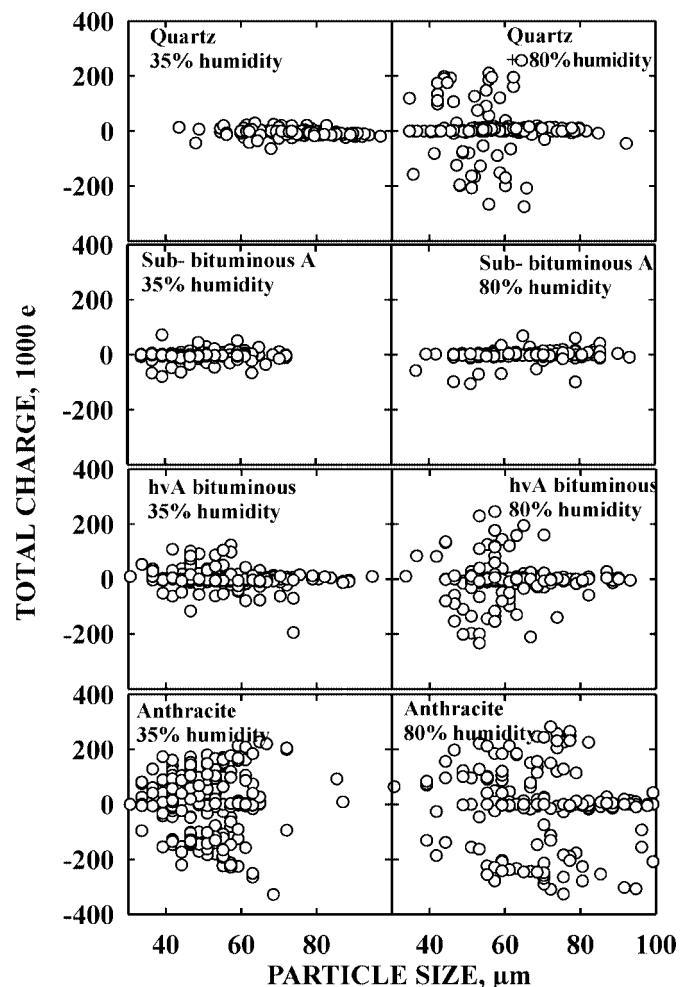 Quartz
35% humidity
Quartz
+ 80% humidity
400
200
0
-200
400
Sub- bituminous A
35% humidity
Sub- bituminous A
80% humidity
200
0
-200
400
hvA bituminous
35% humidity
hvA bituminous
80% humidity
200
0
-200
400
Anthracite
35% humidity
Anthracite
80% humidity
200
0
-200
-400
40 60 80 40 60 80 100
PARTICLE SIZE, µm
TOTAL CHARGE, 1000 e